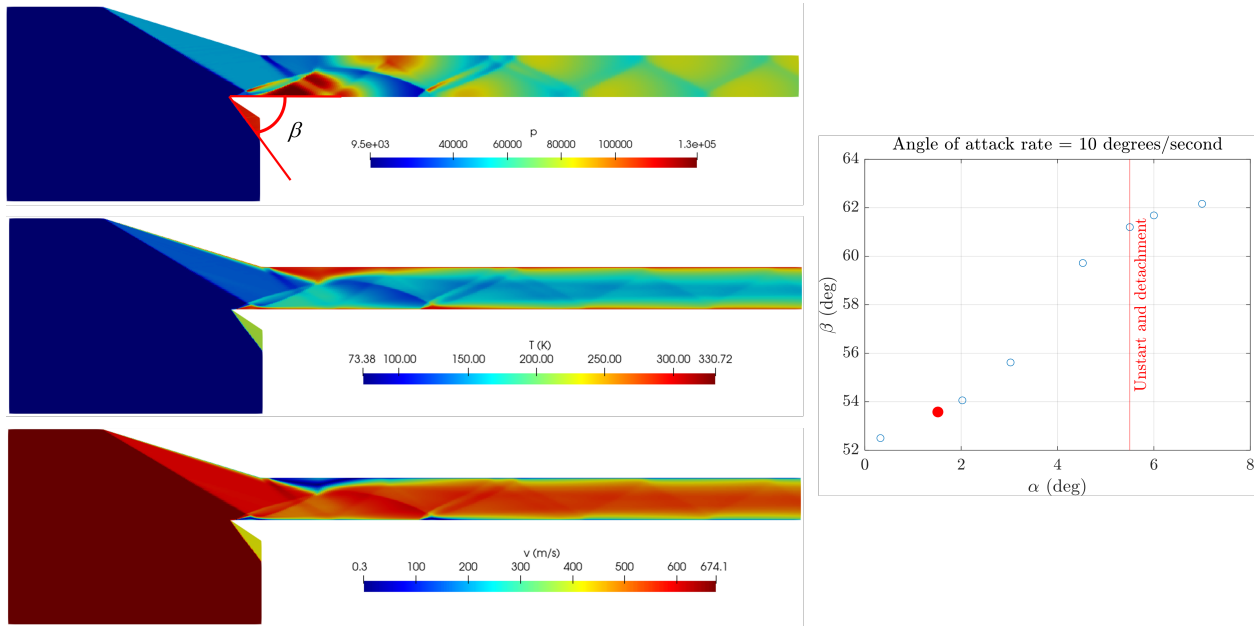 β
p
9.5e+03 40000 60000 80000 100000 1.3e+05
T (K)
73.38 100.00 150.00 200.00 250.00 300.00 330.72
v (m/s)
0.3 100 200 300 400 500 600 674.1
Angle of attack rate = 10 degrees/second
64
62
60
58
56
54
52
β (deg)
Unstart and detachment
0 2 4 6 8
α (deg)